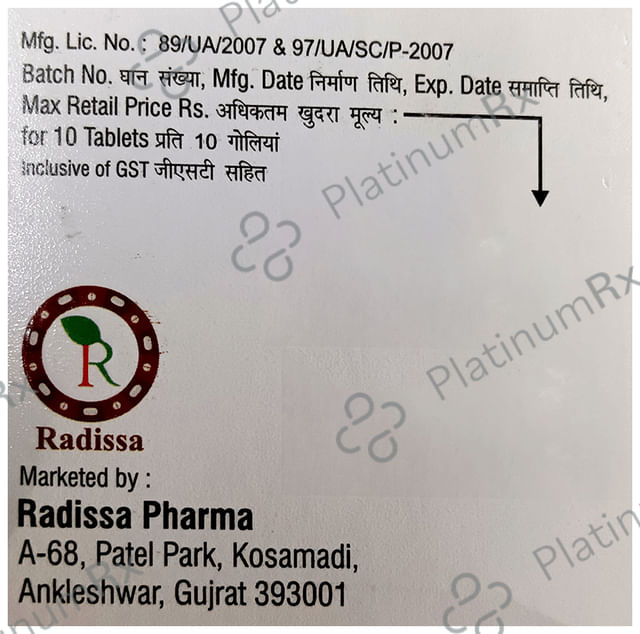 Mfg. Lic. No.: 89/UA/2007 & 97/UA/SC/P-2007
Batch No. घान संख्या, Mfg. Date निर्माण तिथि, Exp. Date समाप्ति तिथि,
Max Retail Price Rs. अधिकतम खुदरा मूल्य :
for 10 Tablets प्रति 10 गोलियां
Inclusive of GST जीएसटी सहित
PlatinumRx
PlatinumRx
R
Radissa
Marketed by :
Radissa Pharma
A-68, Patel Park, Kosamadi,
Ankleshwar, Gujrat 393001